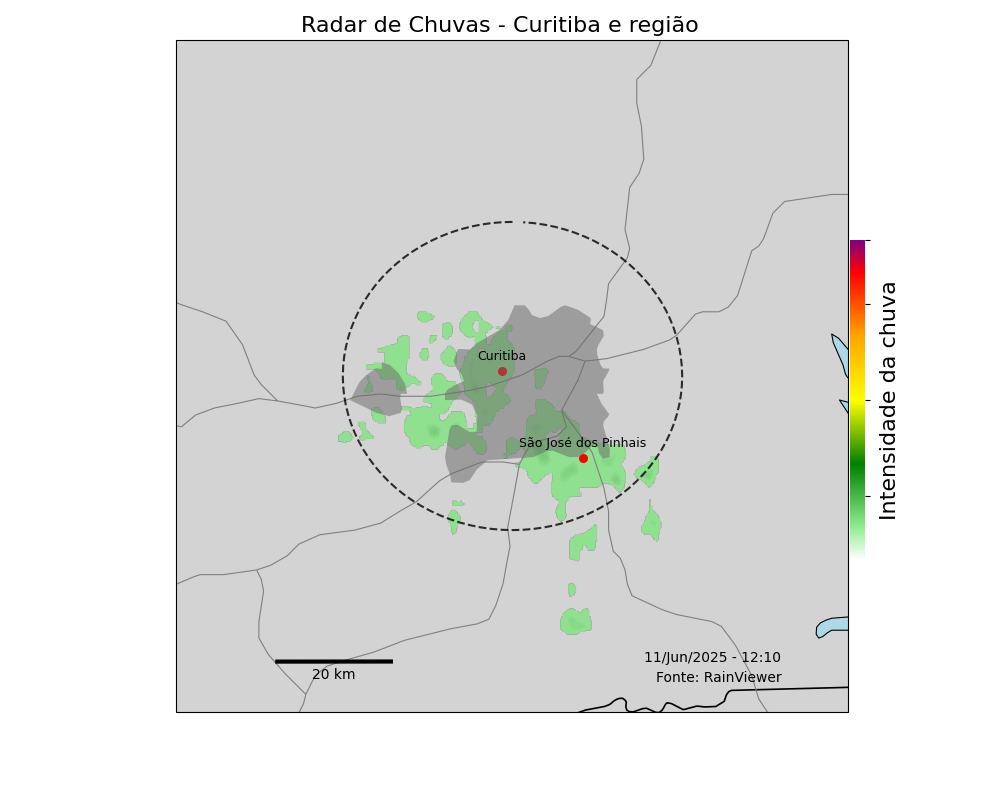 Radar de Chuvas - Curitiba e região
Curitiba
São José dos Pinhais
Intensidade da chuva
20 km
11/Jun/2025 - 12:10
Fonte: RainViewer